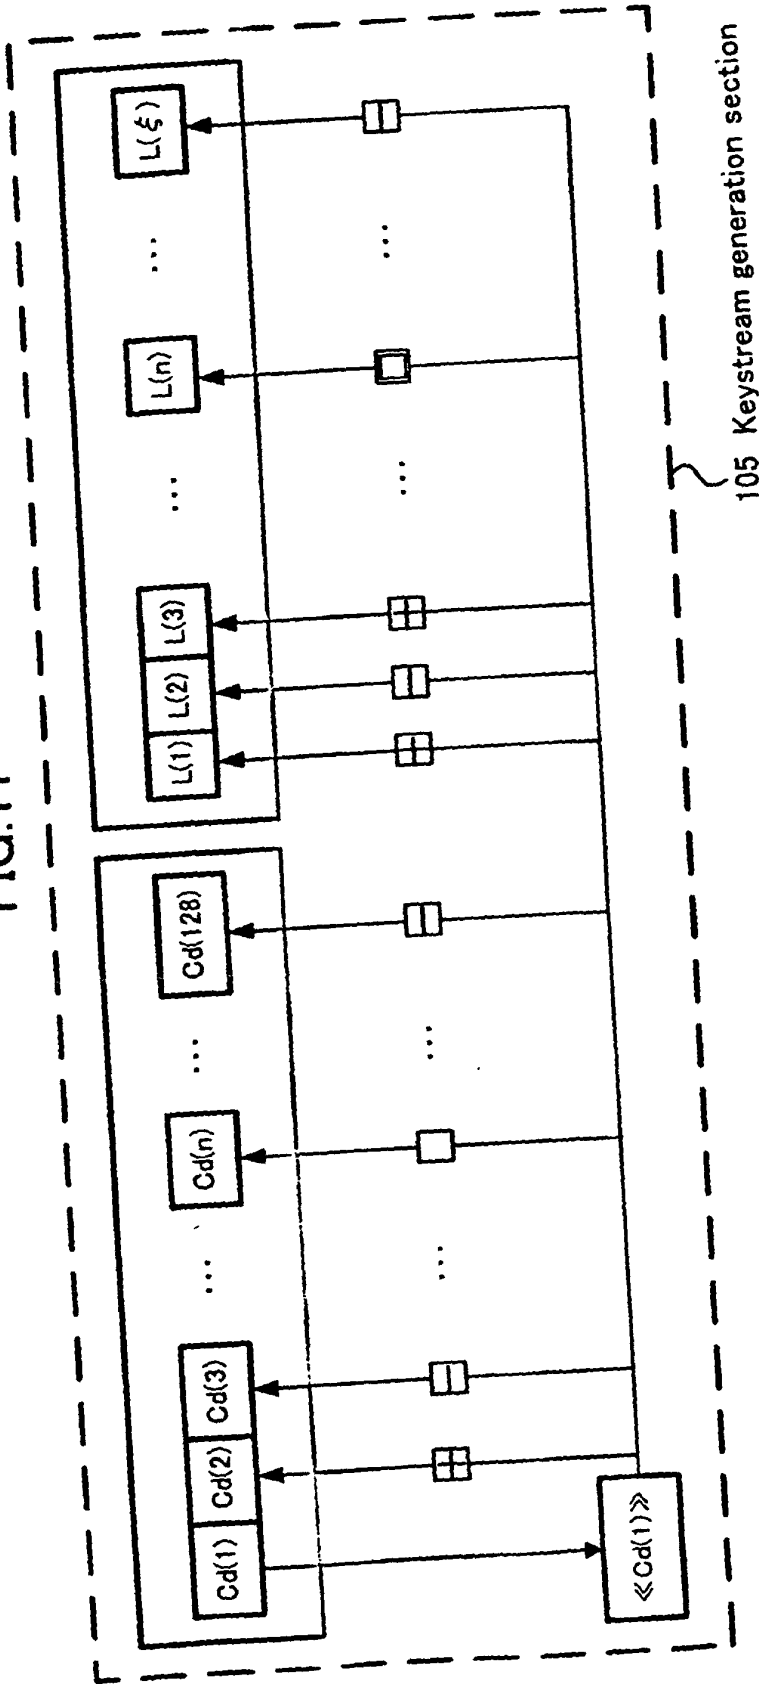 Cd(1) Cd(2) Cd(3) ... Cd(n) ... Cd(128)
L(1) L(2) L(3) ... L(n) ... L(ξ)
... ... ... ...
≪Cd(1)≫
105 Keystream generation section